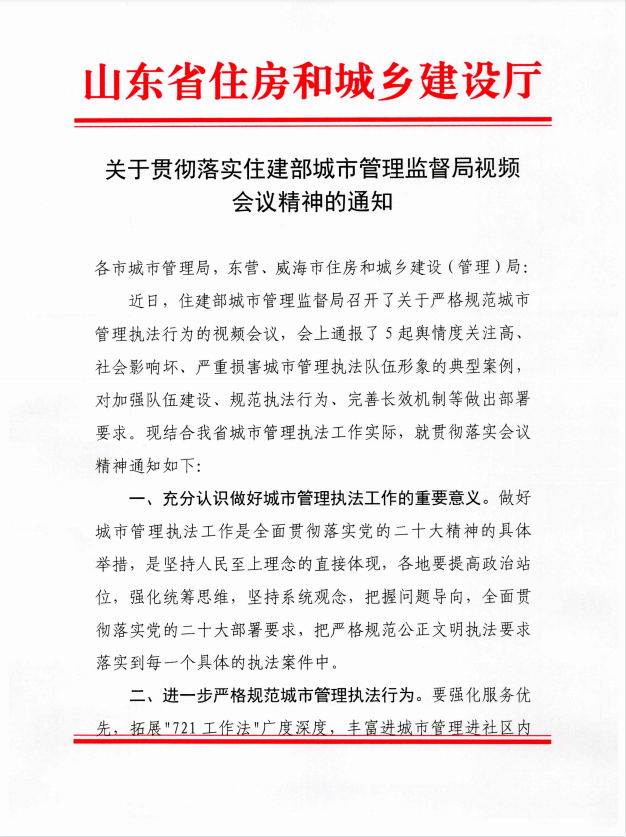 山东省住房和城乡建设厅
关于贯彻落实住建部城市管理监督局视频
会议精神的通知
各市城市管理局，东营、威海市住房和城乡建设（管理）局：
近日，住建部城市管理监督局召开了关于严格规范城市
管理执法行为的视频会议，会上通报了5起舆情度关注高、
社会影响坏、严重损害城市管理执法队伍形象的典型案例，
对加强队伍建设、规范执法行为、完善长效机制等做出部署
要求。现结合我省城市管理执法工作实际，就贯彻落实会议
精神通知如下：
一、充分认识做好城市管理执法工作的重要意义。做好
城市管理执法工作是全面贯彻落实党的二十大精神的具体
举措，是坚持人民至上理念的直接体现，各地要提高政治站
位，强化统筹思维，坚持系统观念，把握问题导向，全面贯
彻落实党的二十大部署要求，把严格规范公正文明执法要求
落实到每一个具体的执法案件中。
二、进一步严格规范城市管理执法行为。要强化服务优
先，拓展"721工作法"广度深度，丰富进城市管理进社区内